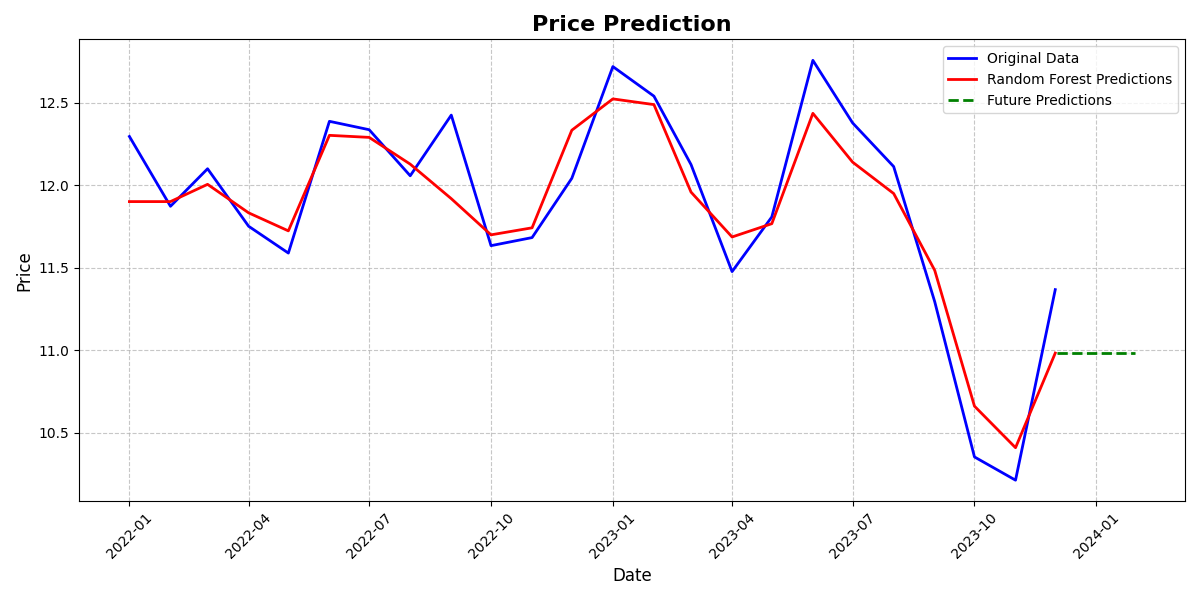 Price Prediction
Original Data
Random Forest Predictions
Future Predictions
Price
12.5
12.0
11.5
11.0
10.5
2022-01
2022-04
2022-07
2022-10
2023-01
2023-04
2023-07
2023-10
2024-01
Date